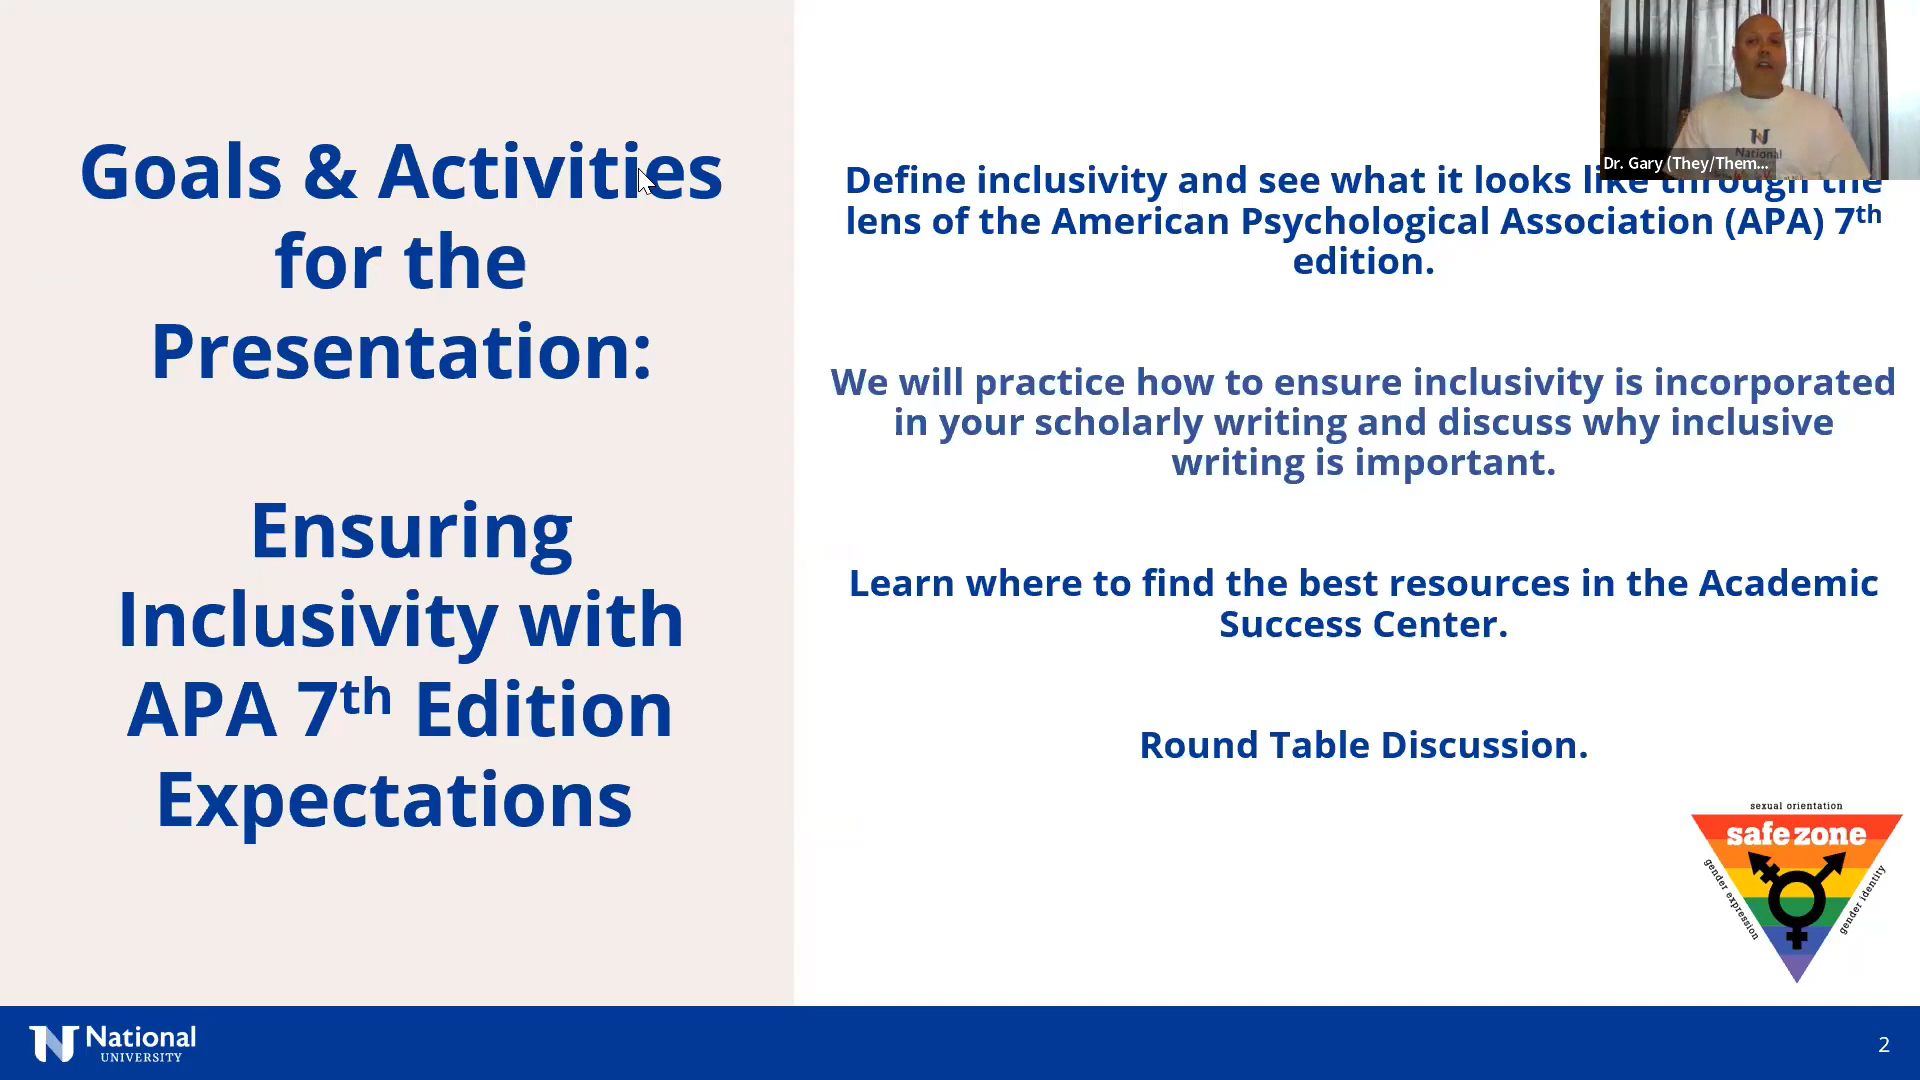 Goals & Activities
for the
Presentation:
Ensuring
Inclusivity with
APA 7th Edition
Expectations
Define inclusivity and see what it looks like through the
lens of the American Psychological Association (APA) 7th
edition.
We will practice how to ensure inclusivity is incorporated
in your scholarly writing and discuss why inclusive
writing is important.
Learn where to find the best resources in the Academic
Success Center.
Round Table Discussion.
National
Dr. Gary (They/Them...
sexual orientation
safe zone
gender expression
gender identity
National
UNIVERSITY
2